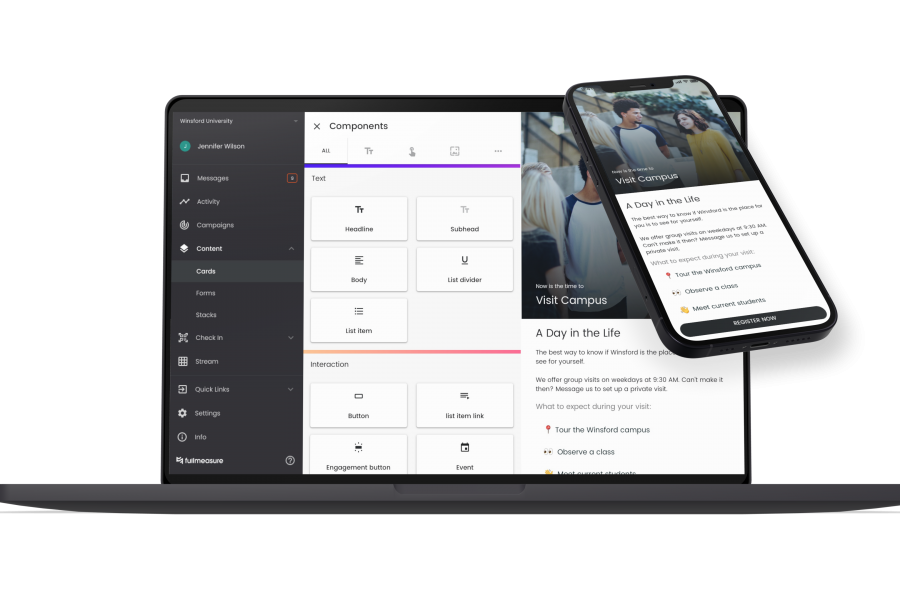 Winsford University
J
Jennifer Wilson
Messages
Activity
Campaigns
Content
Cards
Forms
Stacks
Check In
Stream
Quick Links
Settings
Info
fullmeasure
Components
ALL
Tт
Text
Headline
Subhead
Body
List divider
List item
Interaction
Button
list item link
Engagement button
Event
Now is the time to
Visit Campus
A Day in the Life
The best way to know if Winsford is the place
see for yourself.
We offer group visits on weekdays at 9:30 AM. Can't make it
then? Message us to set up a private visit.
What to expect during your visit:
📍 Tour the Winsford campus
👀 Observe a class
👋 Meet current students
Now is the time to
Visit Campus
A Day in the Life
The best way to know if Winsford is the place for
you is to see for yourself.
We offer group visits on weekdays at 9:30 AM.
Can't make it then? Message us to set up a
private visit.
What to expect during your visit:
📍 Tour the Winsford campus
👀 Observe a class
👋 Meet current students
REGISTER NOW